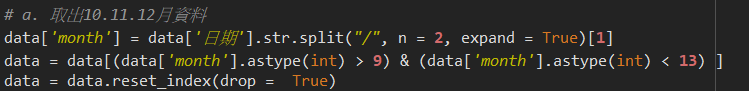 # a. 取出10.11.12月資料
data['month'] = data['日期'].str.split("/", n = 2, expand = True)[1]
data = data[(data['month'].astype(int) > 9) & (data['month'].astype(int) < 13) ]
data = data.reset_index(drop =  True)